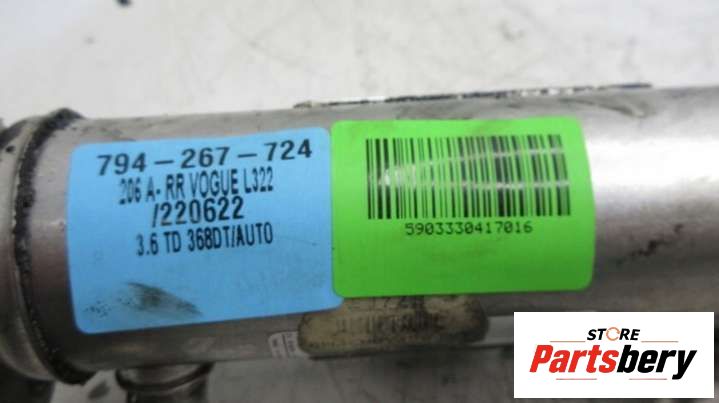 794-267-724
206 A- RR VOGUE L322
/220622
3.6 TD 368DT/AUTO
5903330417016
STORE
Partsbery